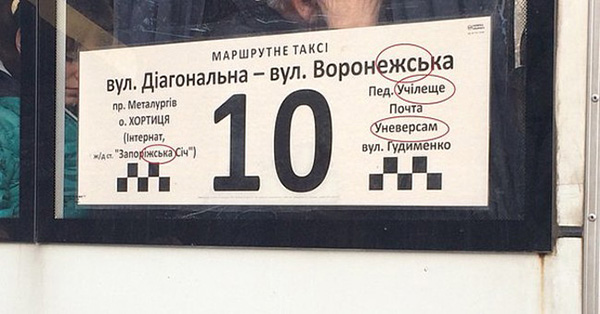 МАРШРУТНЕ ТАКСІ
вул. Діагональна – вул. Воронежська
пр. Металургів
о. ХОРТИЦЯ
(Інтернат,
ж/д ст. "Запоріжська Січ")
10
Пед. Учілеще
Почта
Уневерсам
вул. Гудименко